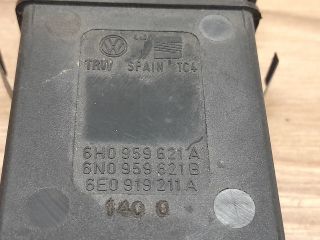 TRW SPAIN TC4
6H0 959 621 A
6N0 959 621 B
6E0 919 211 A
140 0